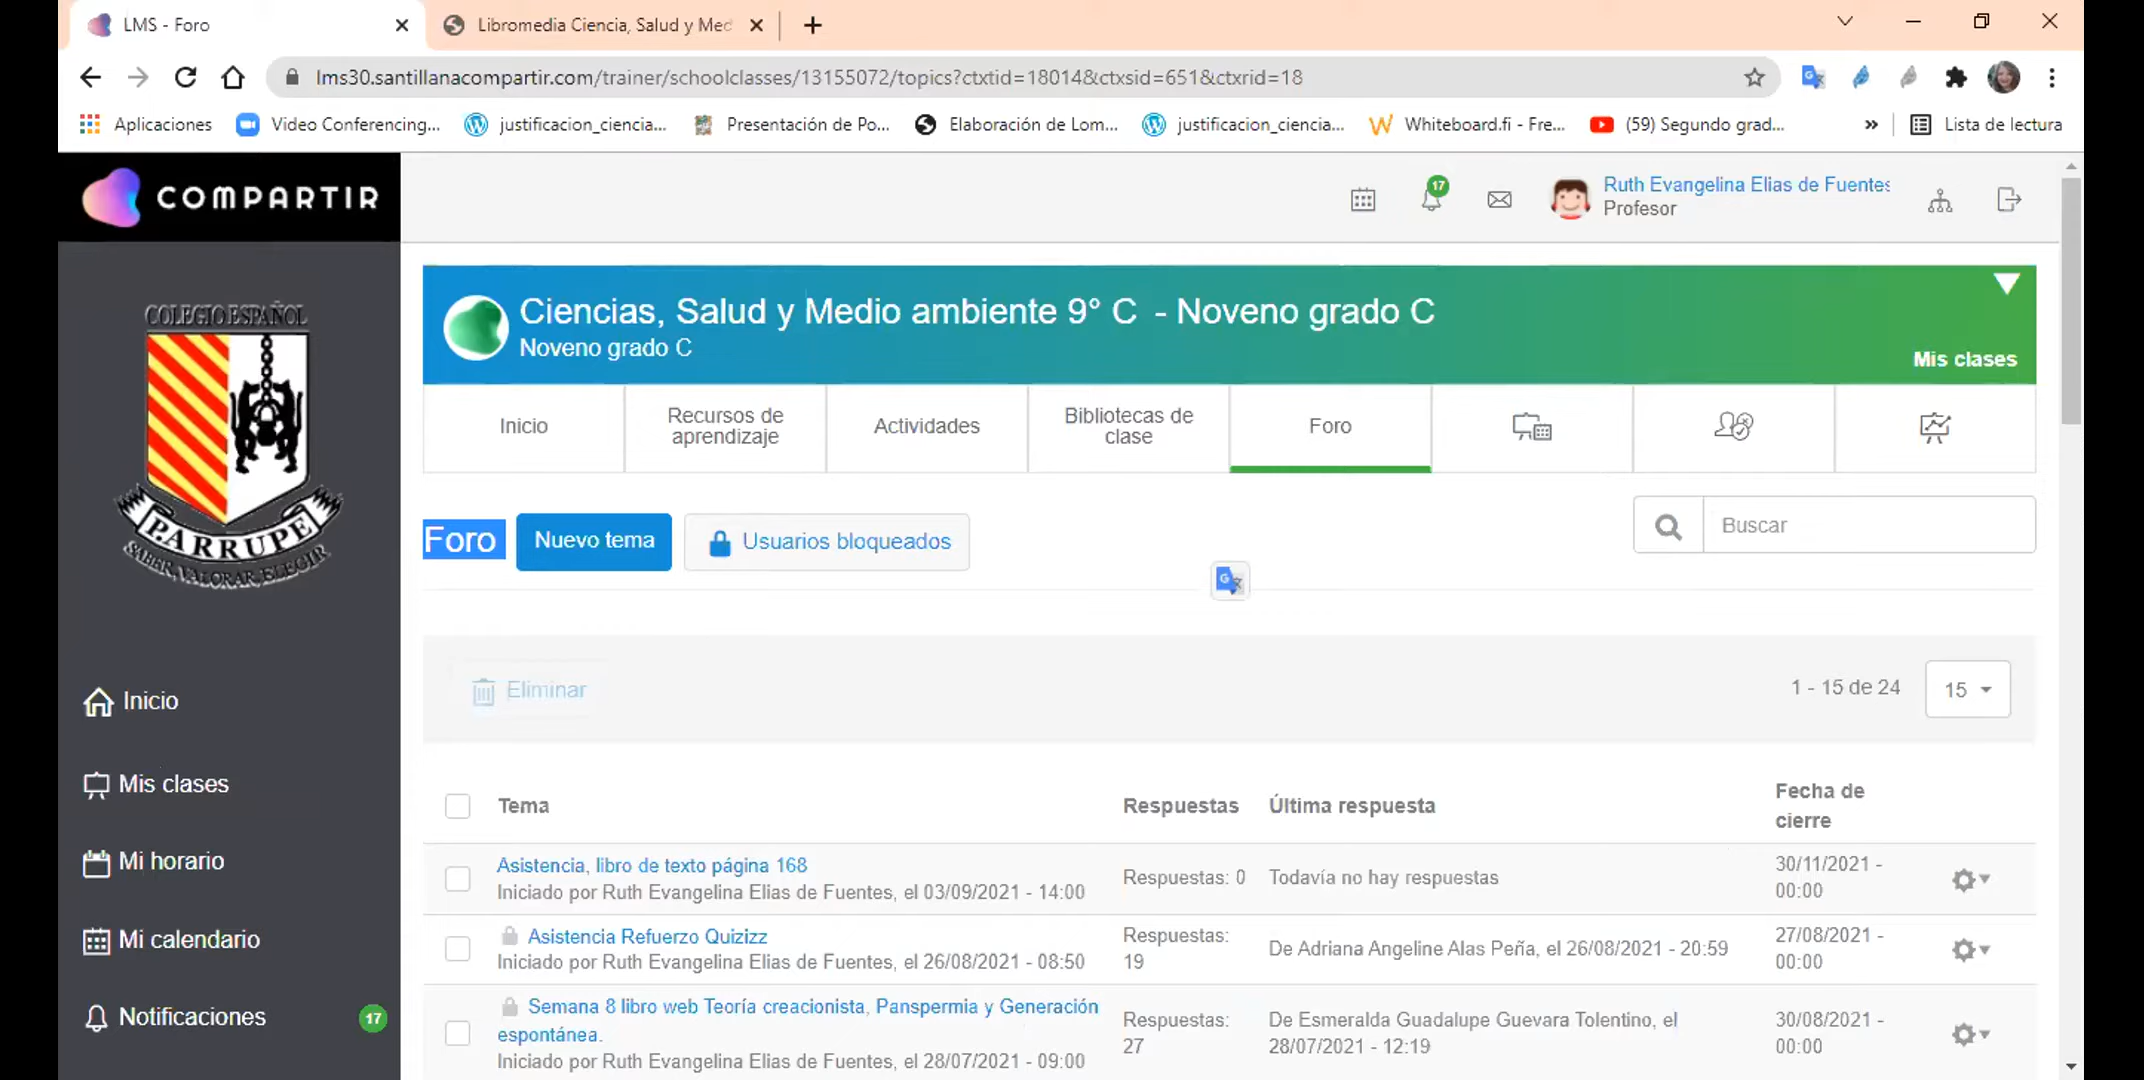 LMS - Foro
Libromedia Ciencia, Salud y Med
lms30.santillanacompartir.com/trainer/schoolclasses/13155072/topics?ctxtid=18014&ctxsid=651&ctxrid=18
Aplicaciones
Video Conferencing...
justificacion_ciencia...
Presentación de Po...
Elaboración de Lom...
justificacion_ciencia...
Whiteboard.fi - Fre...
(59) Segundo grad...
Lista de lectura
COMPARTIR
17
Ruth Evangelina Elias de Fuentes
Profesor
COLEGIO ESPAÑOL
P. ARRUPE
SABER, VALORAR, ELEGIR
Ciencias, Salud y Medio ambiente 9° C - Noveno grado C
Noveno grado C
Mis clases
Inicio
Recursos de
aprendizaje
Actividades
Bibliotecas de
clase
Foro
Foro
Nuevo tema
Usuarios bloqueados
Buscar
Eliminar
1 - 15 de 24
15
Inicio
Mis clases
Mi horario
Mi calendario
Notificaciones
17
Tema
Respuestas
Última respuesta
Fecha de
cierre
Asistencia, libro de texto página 168
Iniciado por Ruth Evangelina Elias de Fuentes, el 03/09/2021 - 14:00
Respuestas: 0
Todavía no hay respuestas
30/11/2021 -
00:00
Asistencia Refuerzo Quizizz
Iniciado por Ruth Evangelina Elias de Fuentes, el 26/08/2021 - 08:50
Respuestas:
19
De Adriana Angeline Alas Peña, el 26/08/2021 - 20:59
27/08/2021 -
00:00
Semana 8 libro web Teoría creacionista, Panspermia y Generación
espontánea.
Iniciado por Ruth Evangelina Elias de Fuentes, el 28/07/2021 - 09:00
Respuestas:
27
De Esmeralda Guadalupe Guevara Tolentino, el
28/07/2021 - 12:19
30/08/2021 -
00:00